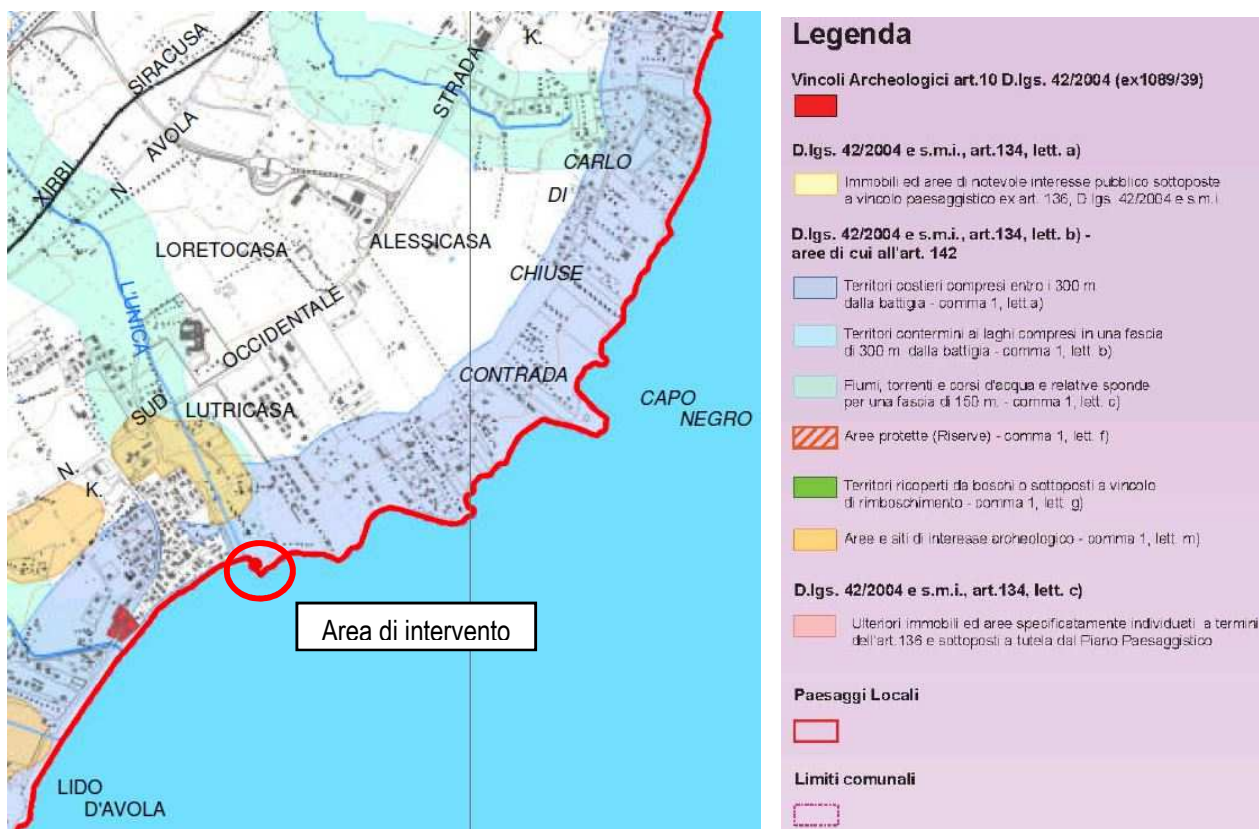 SIRACUSA
AVOLA
N.
XIRBI
STRADA
K.
CARLO
DI
LORETOCASA
ALESSICASA
CHIUSE
L'UNICA
OCCIDENTALE
CONTRADA
CAPO
NEGRO
SUD
LUTRICASA
N.
K.
Area di intervento
LIDO
D'AVOLA
Legenda
Vincoli Archeologici art.10 D.lgs. 42/2004 (ex1089/39)
D.lgs. 42/2004 e s.m.i., art.134, lett. a)
Immobili ed aree di notevole interesse pubblico sottoposte
a vincolo paesaggistico ex art. 136, D lgs. 42/2004 e s.m.i
D.lgs. 42/2004 e s.m.i., art.134, lett. b) -
aree di cui all'art. 142
Territori costieri compresi entro i 300 m
dalla battigia - comma 1, lett.a)
Territori contermini ai laghi compresi in una fascia
di 300 m dalla battigia - comma 1, lett. b)
Fiumi, torrenti e corsi d'acqua e relative sponde
per una fascia di 150 m. - comma 1, lett. c)
Aree protette (Riserve) - comma 1, lett. f)
Territori ricoperti da boschi o sottoposti a vincolo
di rimboschimento - comma 1, lett. g)
Aree e siti di interesse archeologico - comma 1, lett. m)
D.lgs. 42/2004 e s.m.i., art.134, lett. c)
Ulteriori immobili ed aree specificatamente individuati a termini
dell'art.136 e sottoposti a tutela dal Piano Paesaggistico
Paesaggi Locali
Limiti comunali